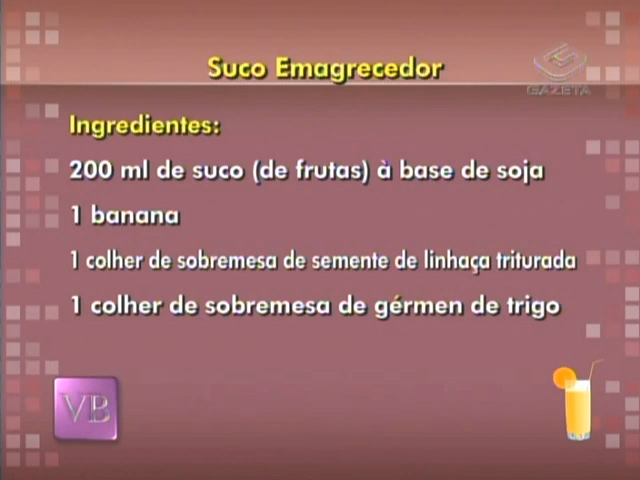 Suco Emagrecedor
GAZETA
Ingredientes:
200 ml de suco (de frutas) à base de soja
1 banana
1 colher de sobremesa de semente de linhaça triturada
1 colher de sobremesa de gérmen de trigo
VB